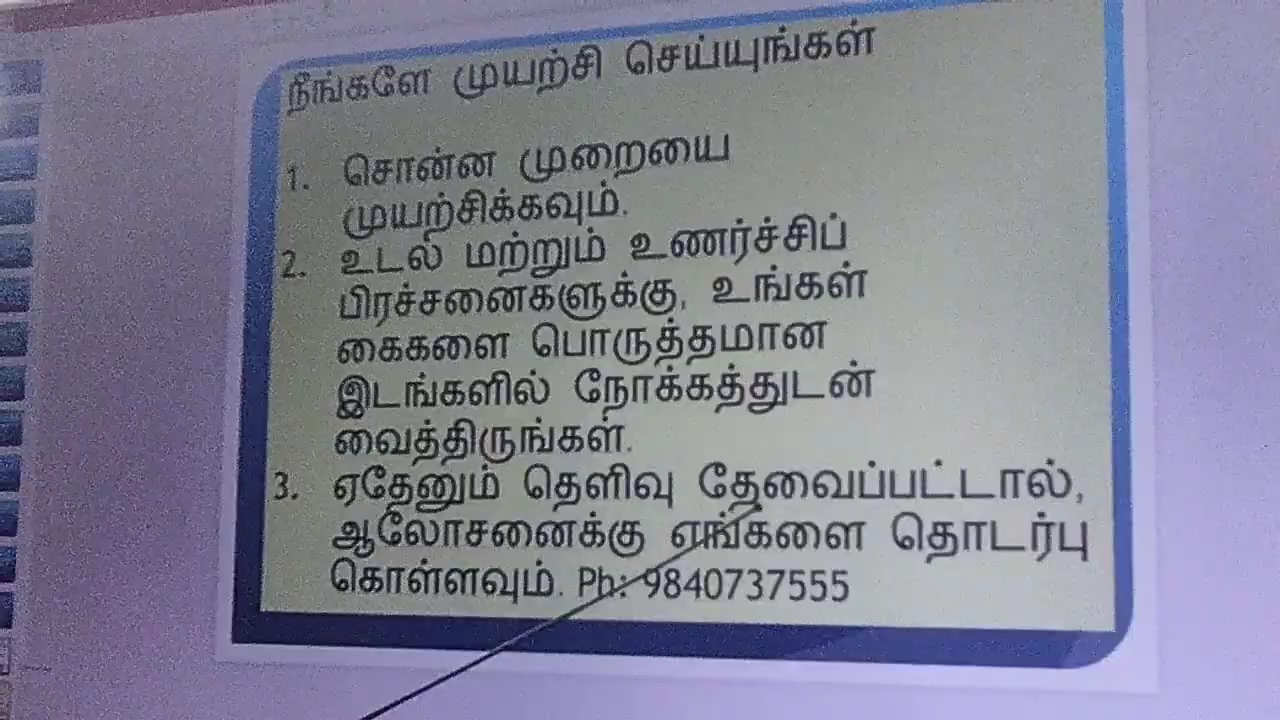 நீங்களே முயற்சி செய்யுங்கள்
1. சொன்ன முறையை
முயற்சிக்கவும்.
2. உடல் மற்றும் உணர்ச்சிப்
பிரச்சனைகளுக்கு, உங்கள்
கைகளை பொருத்தமான
இடங்களில் நோக்கத்துடன்
வைத்திருங்கள்.
3. ஏதேனும் தெளிவு தேவைப்பட்டால்,
ஆலோசனைக்கு எங்களை தொடர்பு
கொள்ளவும். Ph: 9840737555